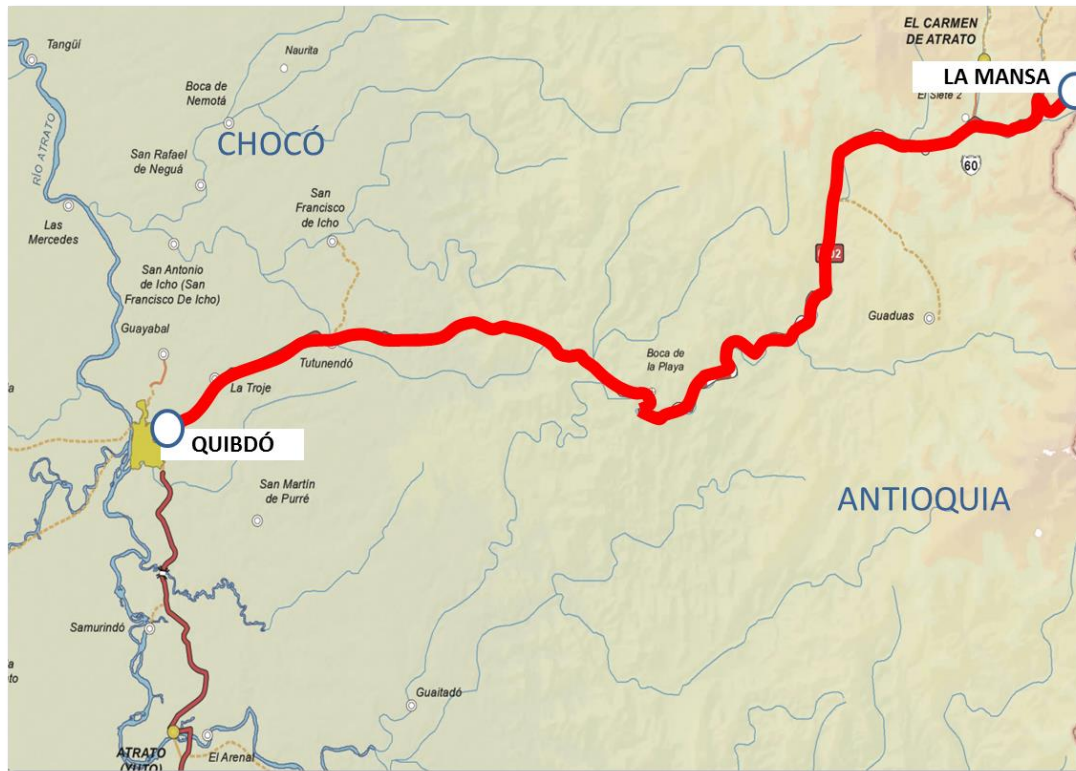 Tangüí
Naurita
EL CARMEN
DE ATRATO
LA MANSA
El Siete 2
Boca de
Nemotá
CHOCÓ
RÍO ATRATO
San Rafael
de Neguá
60
San
Francisco
de Icho
Las
Mercedes
San Antonio
de Icho (San
Francisco De Icho)
Guayabal
Guaduas
Tutunendó
Boca de
la Playa
La Troje
QUIBDÓ
San Martín
de Purré
ANTIOQUIA
Samurindó
Guaitadó
ATRATO
(YUTO)
El Arenal